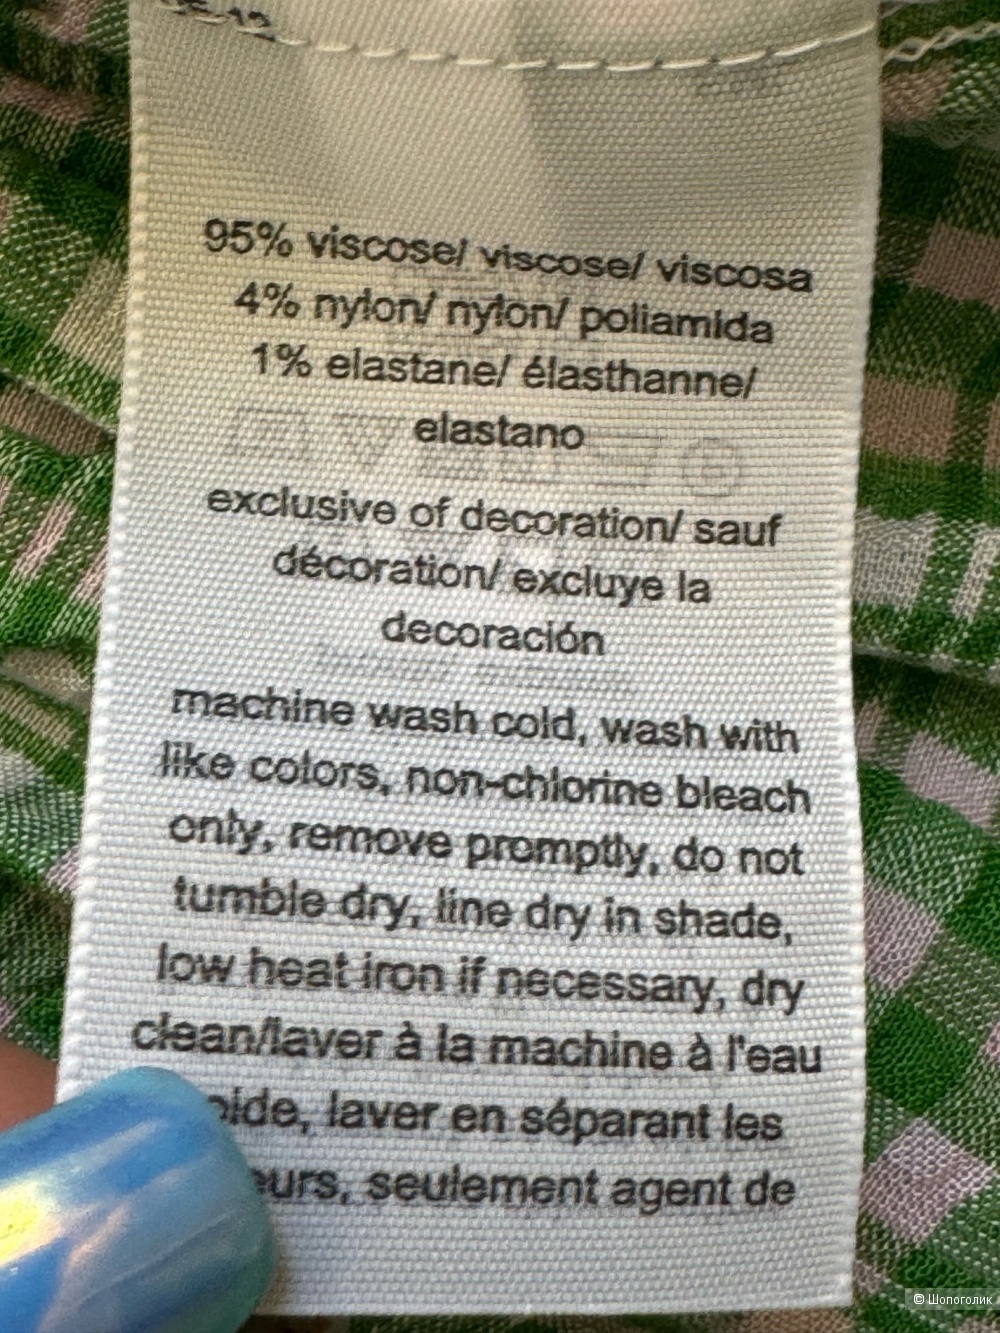 95% viscose/ viscose/ viscosa
4% nylon/ nylon/ poliamida
1% elastane/ élasthanne/
elastano
exclusive of decoration/ sauf
décoration/ excluye la
decoración
machine wash cold, wash with
like colors, non-chlorine bleach
only, remove promptly, do not
tumble dry, line dry in shade,
low heat iron if necessary, dry
clean/laver à la machine à l'eau
oide, laver en séparant les
eurs, seulement agent de
© Шопоголик